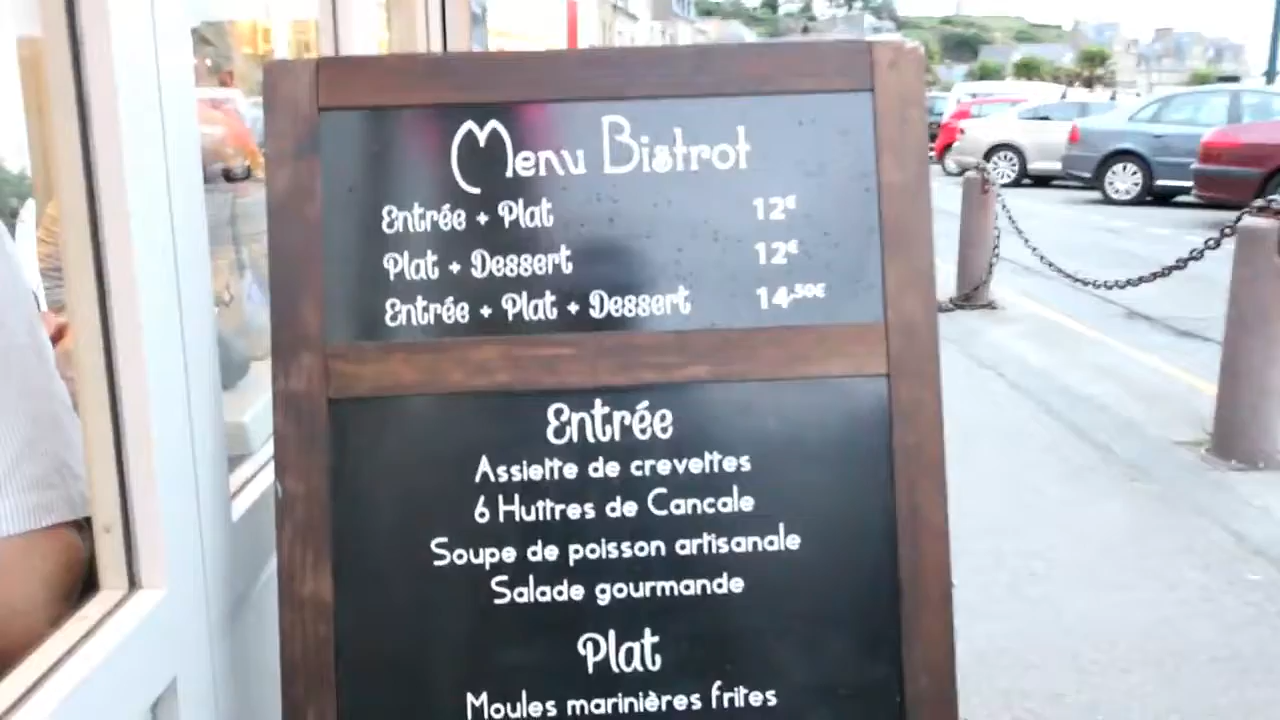 Menu Bistrot
Entrée + Plat 12€
Plat + Dessert 12€
Entrée + Plat + Dessert 14,50€
Entrée
Assiette de crevettes
6 Huîtres de Cancale
Soupe de poisson artisanale
Salade gourmande
Plat
Moules marinières frites